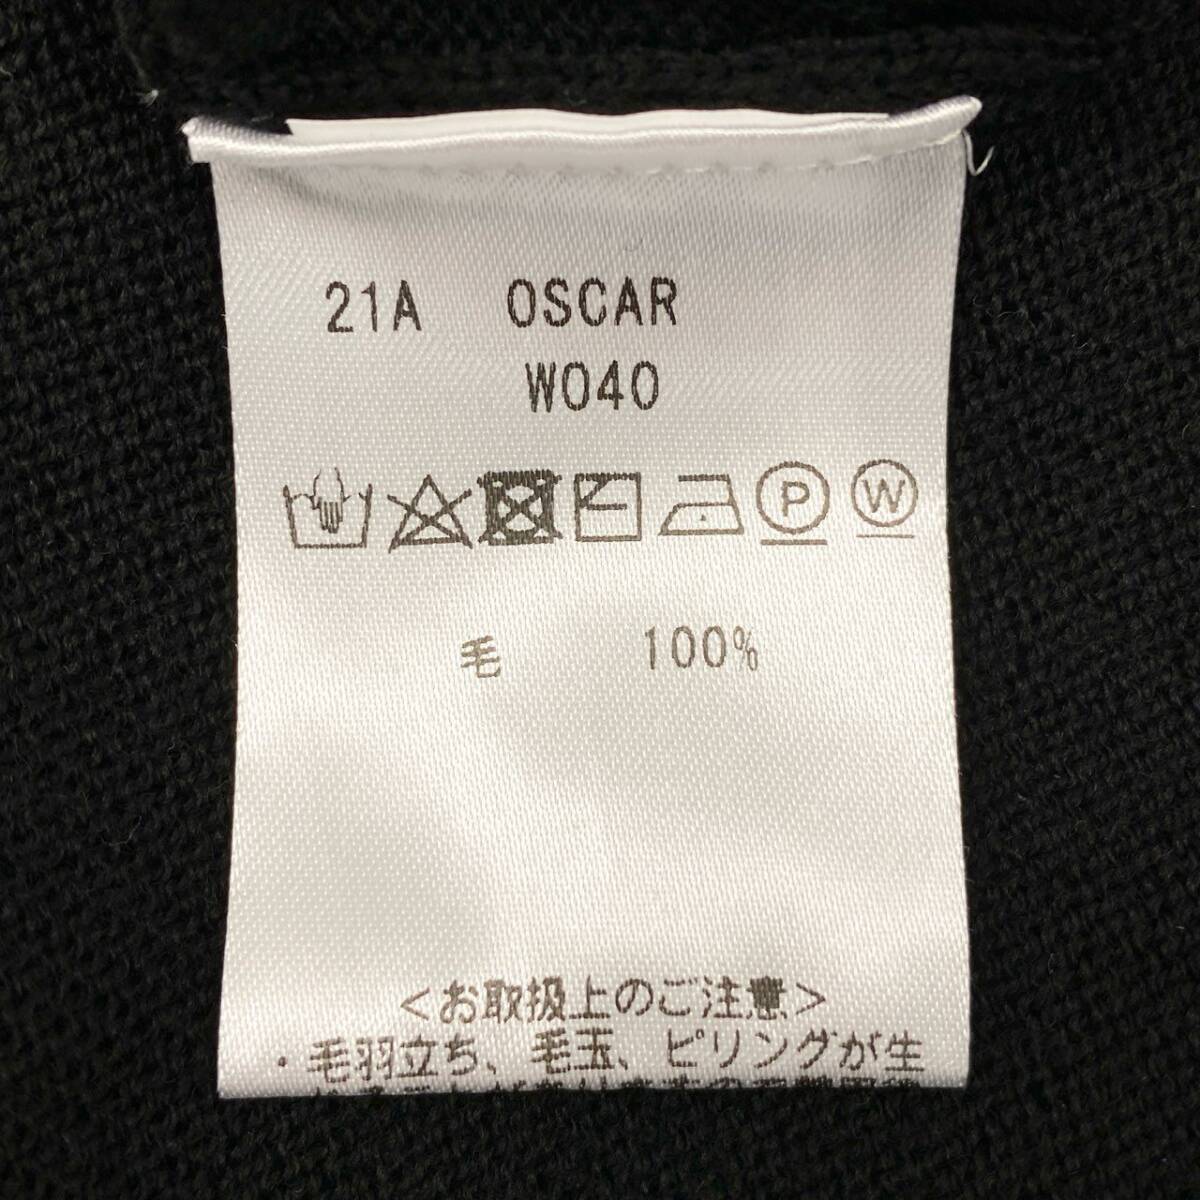 21A OSCAR
W040
P W
毛 100%
<お取扱上のご注意>
・毛羽立ち、毛玉、ピリングが生